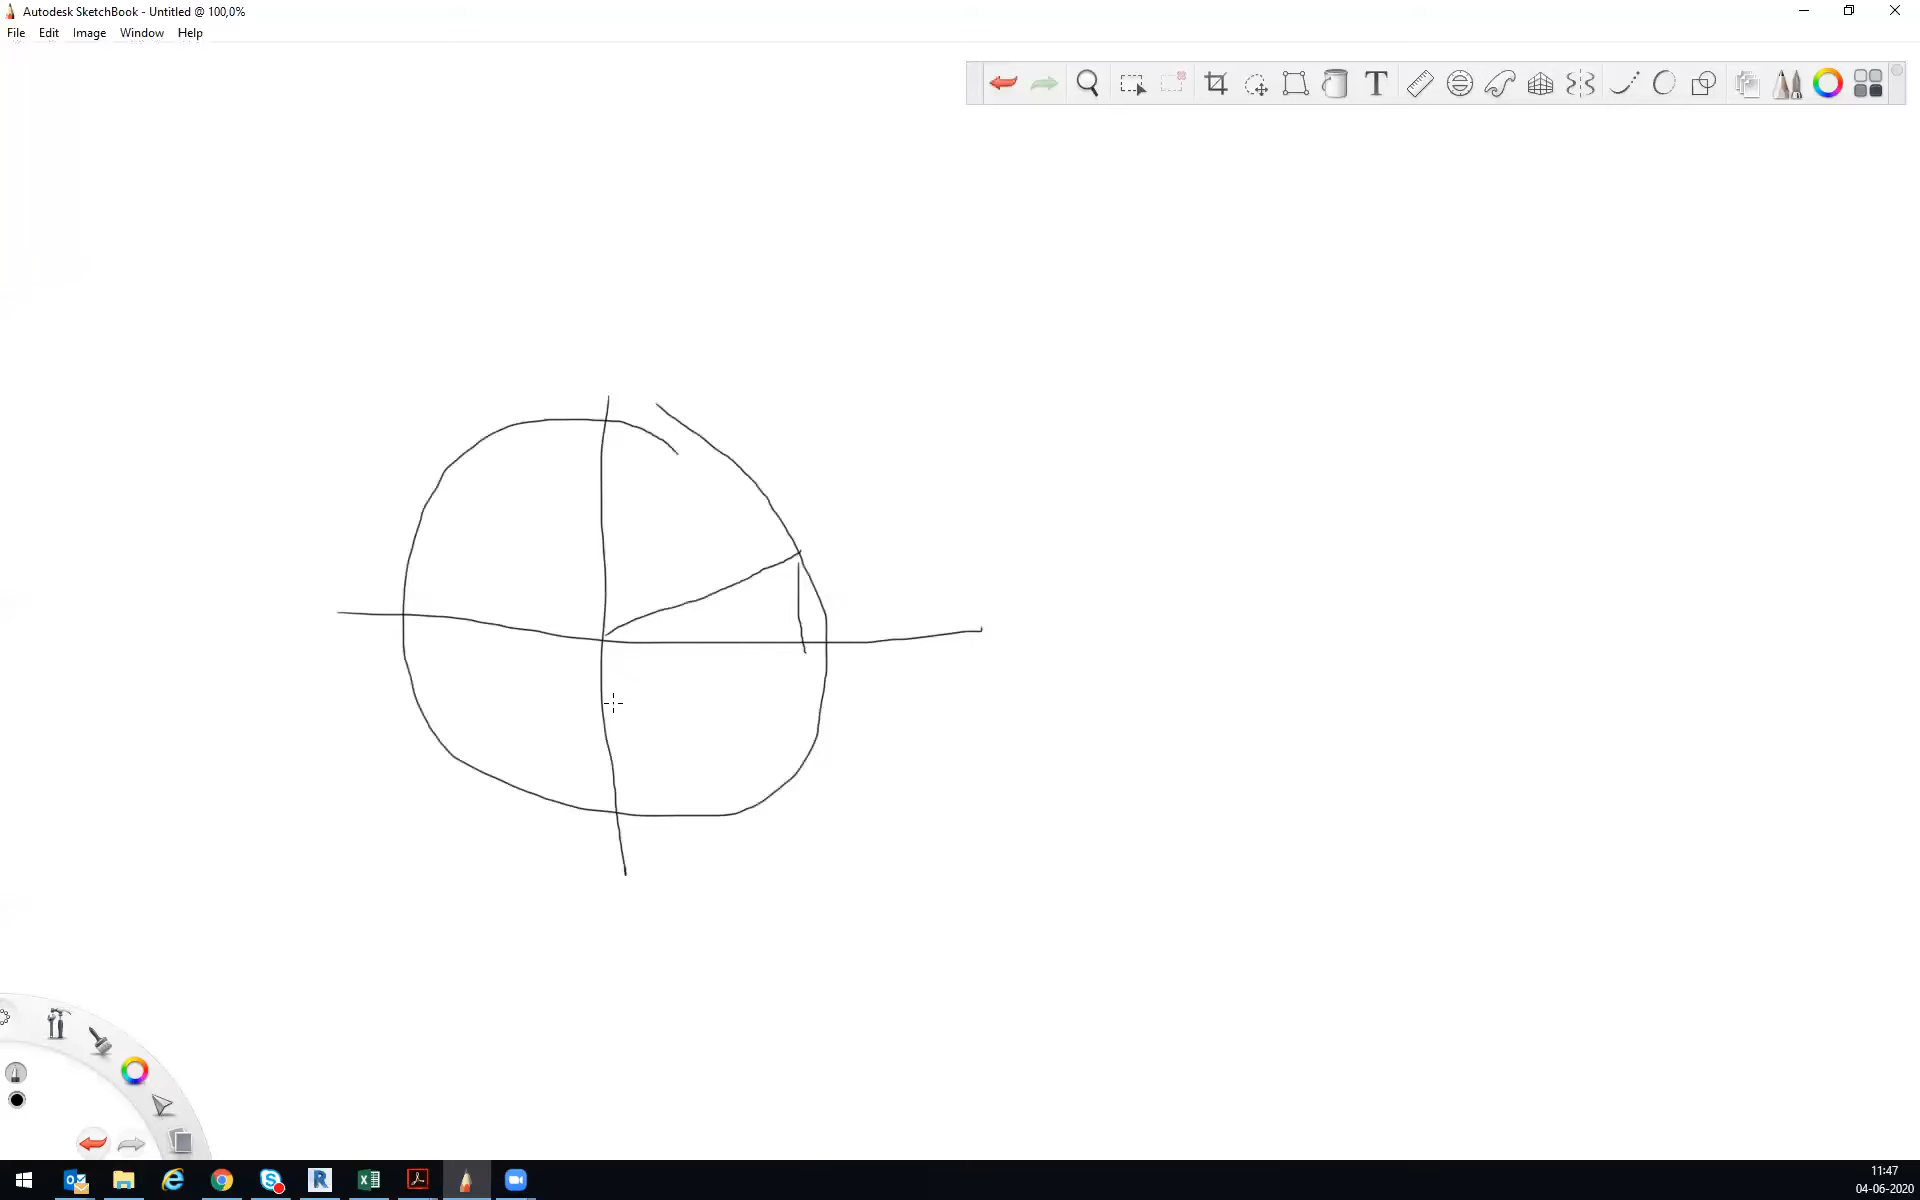 Autodesk SketchBook - Untitled @ 100,0%
File Edit Image Window Help
T
11:47
04-06-2020